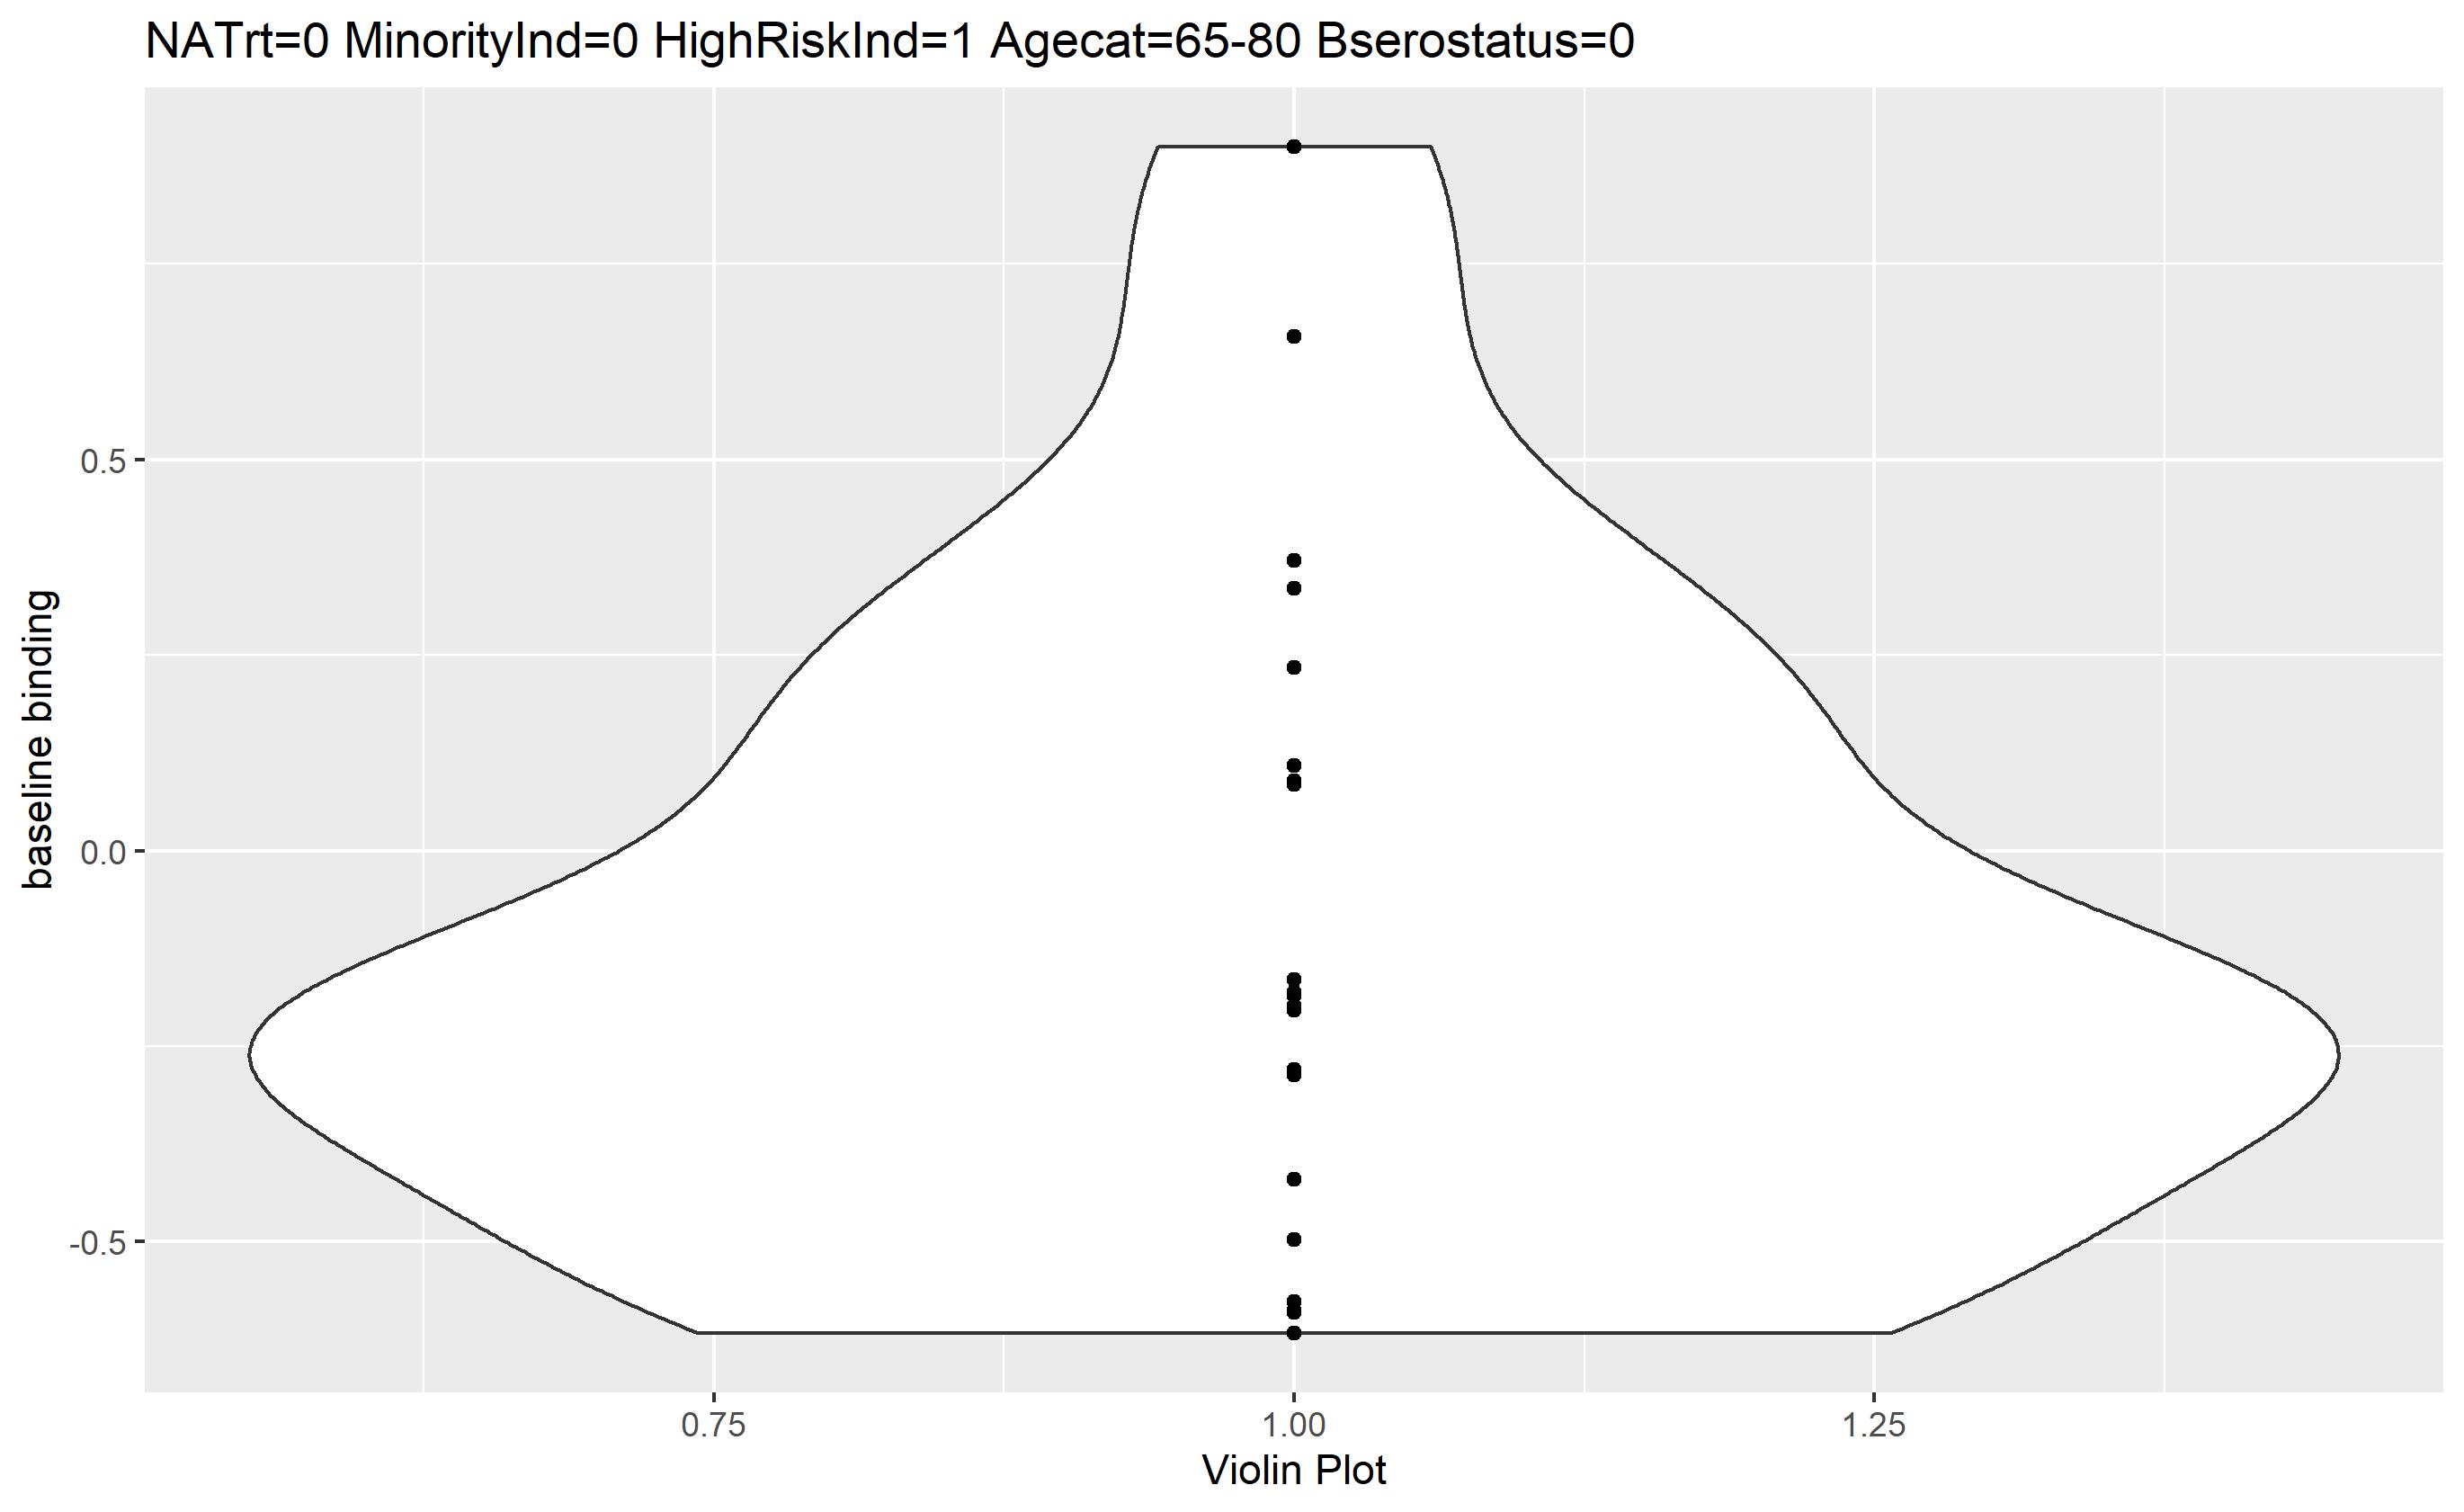 NATrt=0 MinorityInd=0 HighRiskInd=1 Agecat=65-80 Bserostatus=0
baseline binding
0.5
0.0
-0.5
0.75 1.00 1.25
Violin Plot